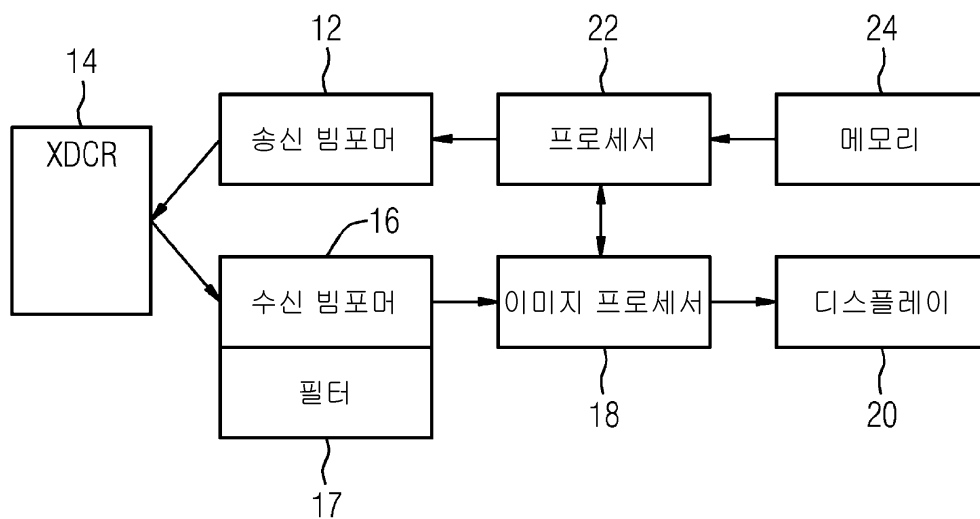 12
22
24
14
송신 빔포머
프로세서
메모리
XDCR
16
수신 빔포머
이미지 프로세서
디스플레이
필터
18
20
17